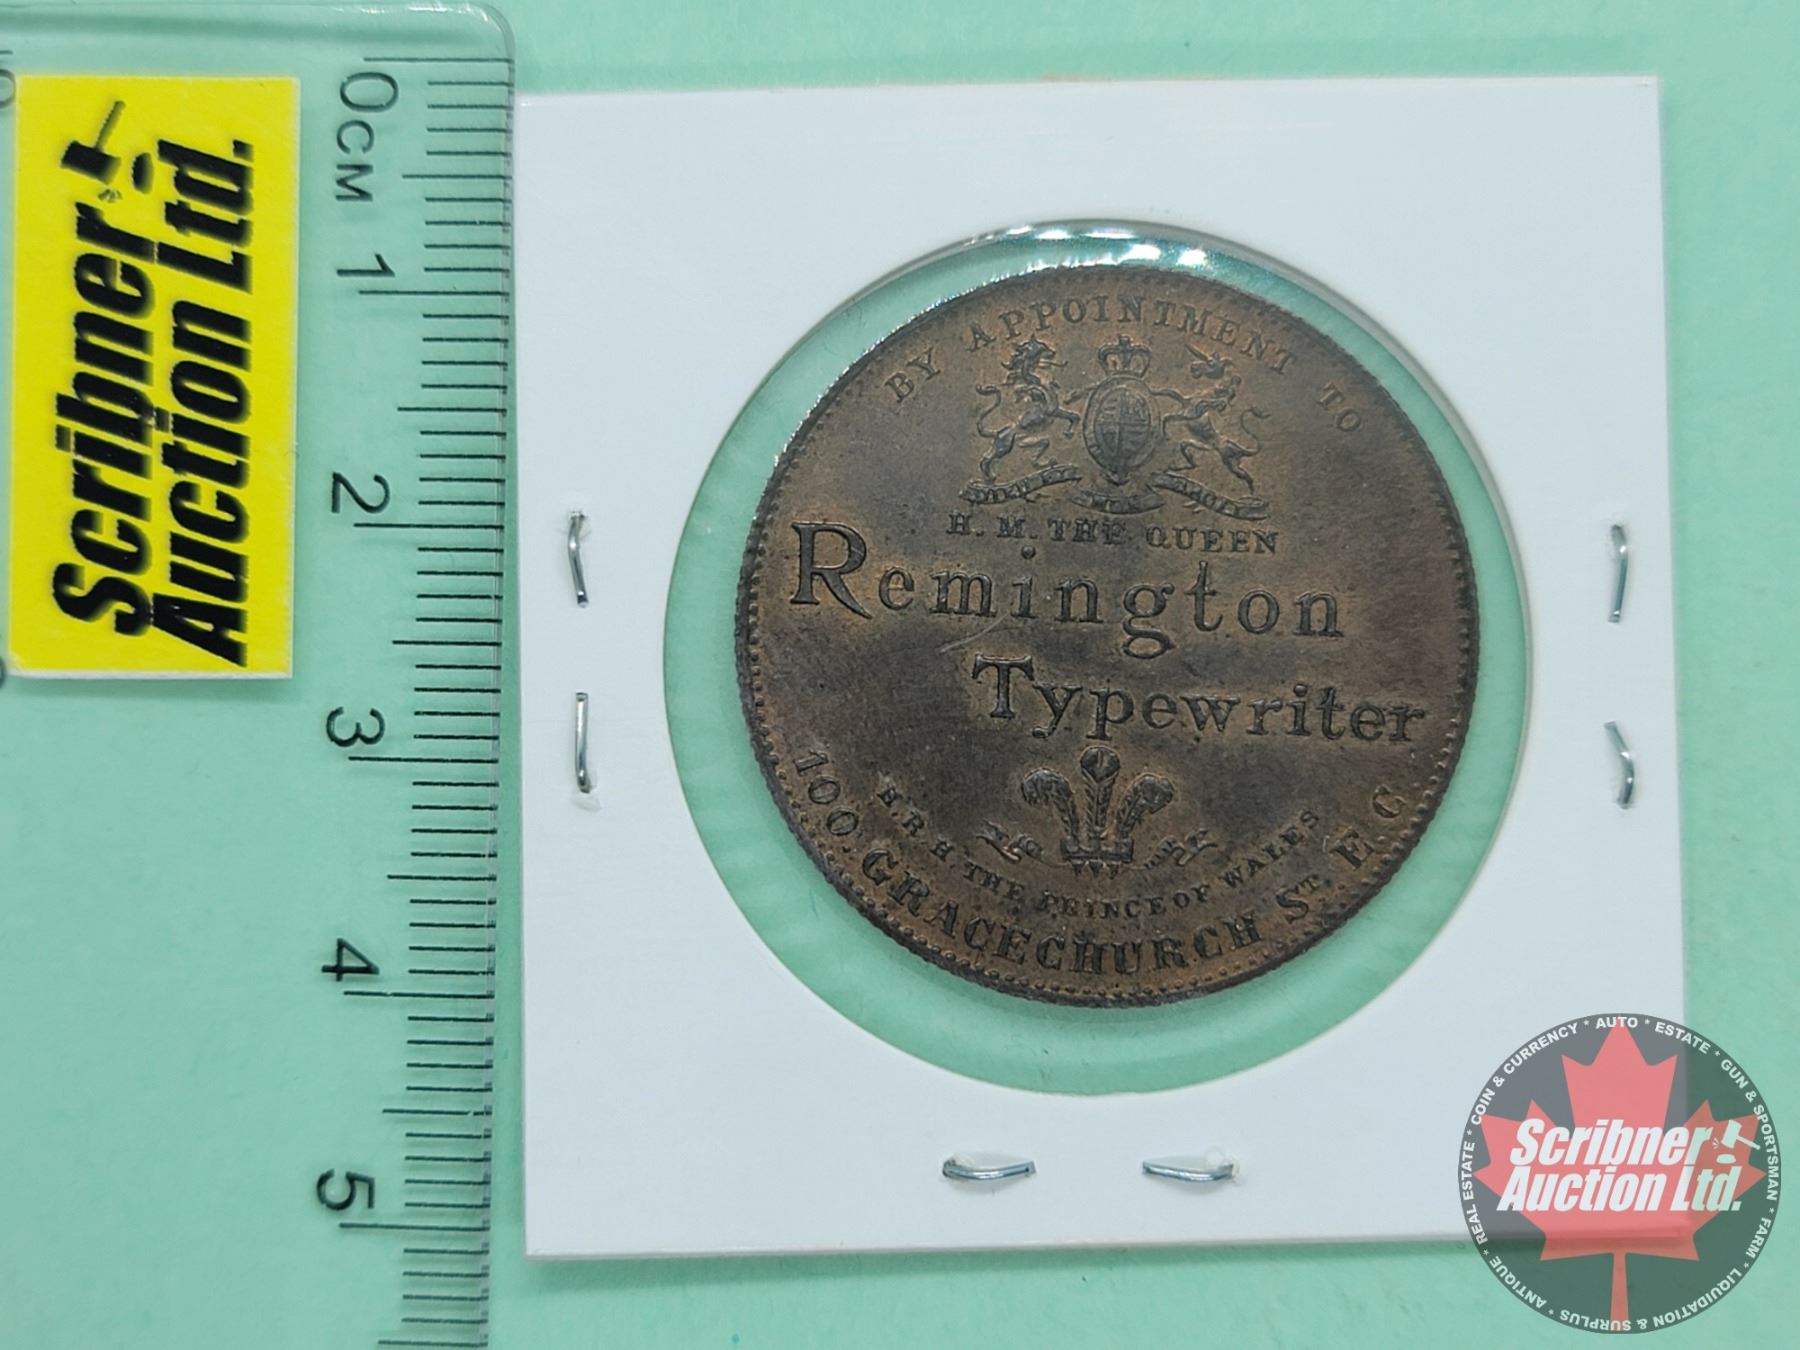 Scribner
Auction Ltd.
0CM
1
2
3
4
5
BY APPOINTMENT TO
H. M. THE QUEEN
Remington
Typewriter
H.R.H. THE PRINCE OF WALES
100. GRACECHURCH ST. E.C.
COIN & CURRENCY * AUTO * ESTATE * GUN & SPORTSMAN * FARM * LIQUIDATION & SURPLUS * ANTIQUE * REAL ESTATE *
Scribner
Auction Ltd.